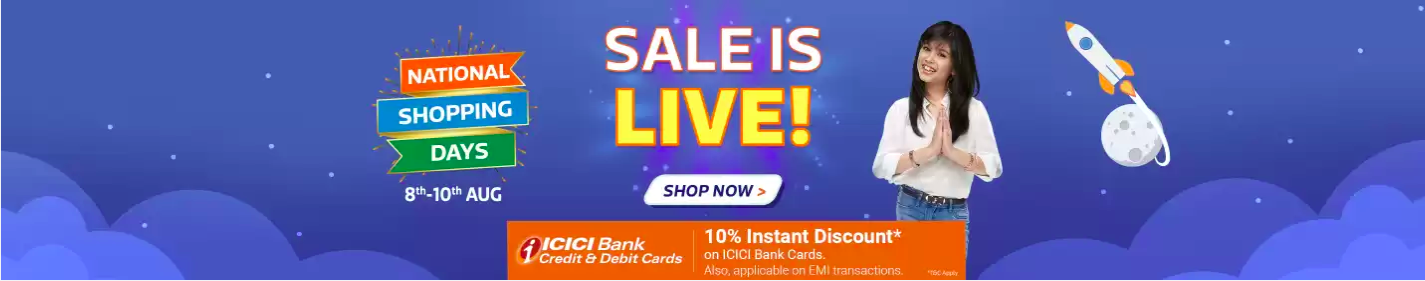 NATIONAL
SHOPPING
DAYS
8th-10th AUG
SALE IS
LIVE!
SHOP NOW >
i ICICI Bank
Credit & Debit Cards
10% Instant Discount*
on ICICI Bank Cards.
Also, applicable on EMI transactions.
*T&C Apply